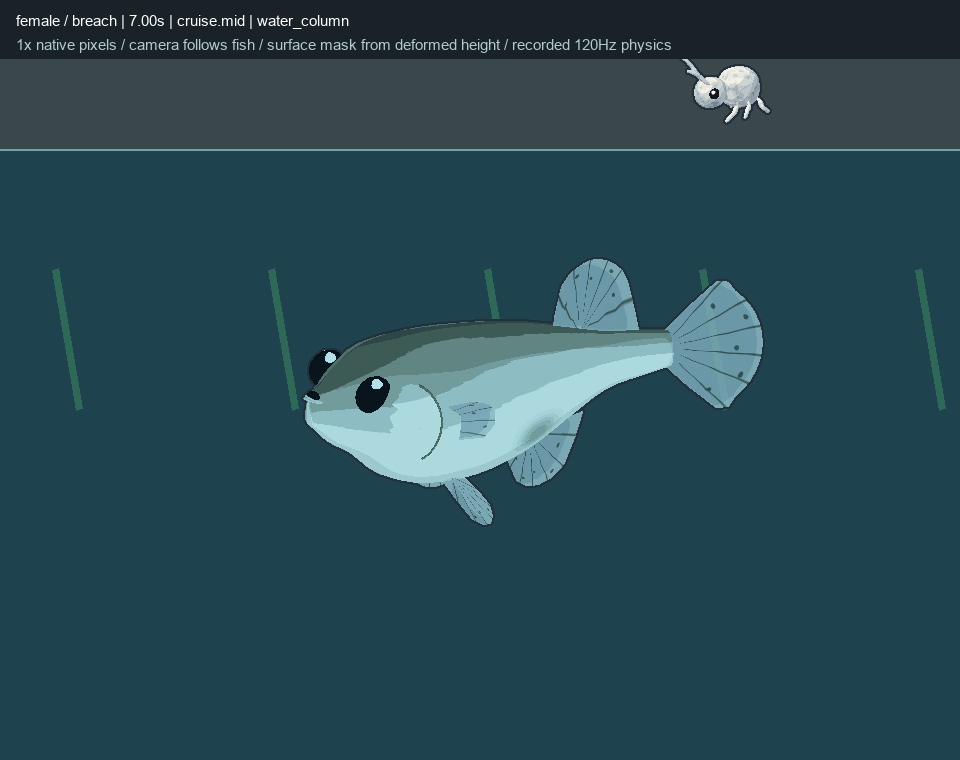 female / breach | 7.00s | cruise.mid | water_column
1x native pixels / camera follows fish / surface mask from deformed height / recorded 120Hz physics